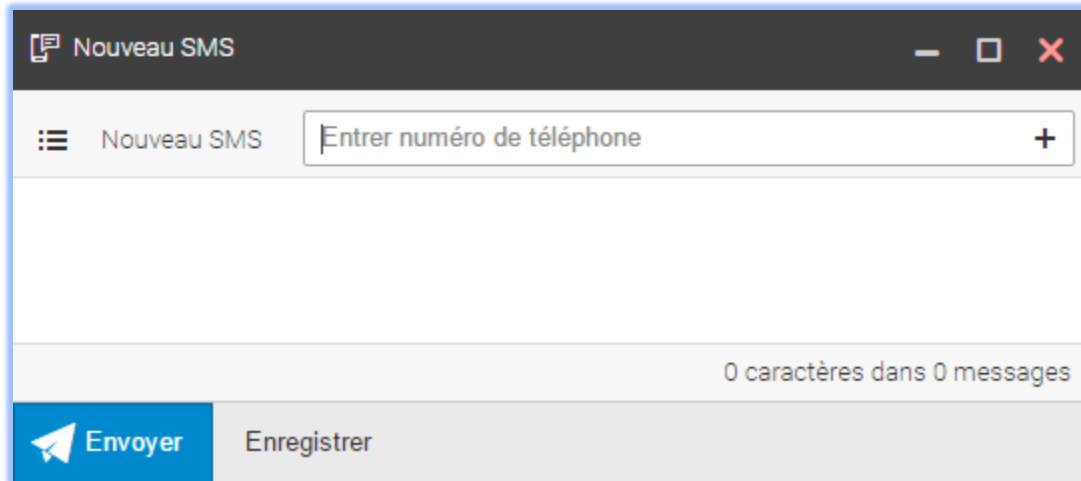 Nouveau SMS
Nouveau SMS Entrer numéro de téléphone +
0 caractères dans 0 messages
Envoyer Enregistrer